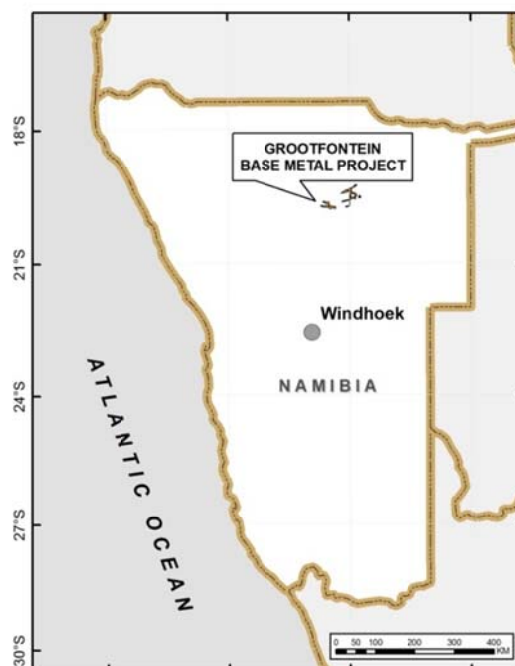 18°S
GROOTFONTEIN
BASE METAL PROJECT
21°S
Windhoek
NAMIBIA
24°S
ATLANTIC OCEAN
27°S
30°S
0 50 100 200 300 400
KM